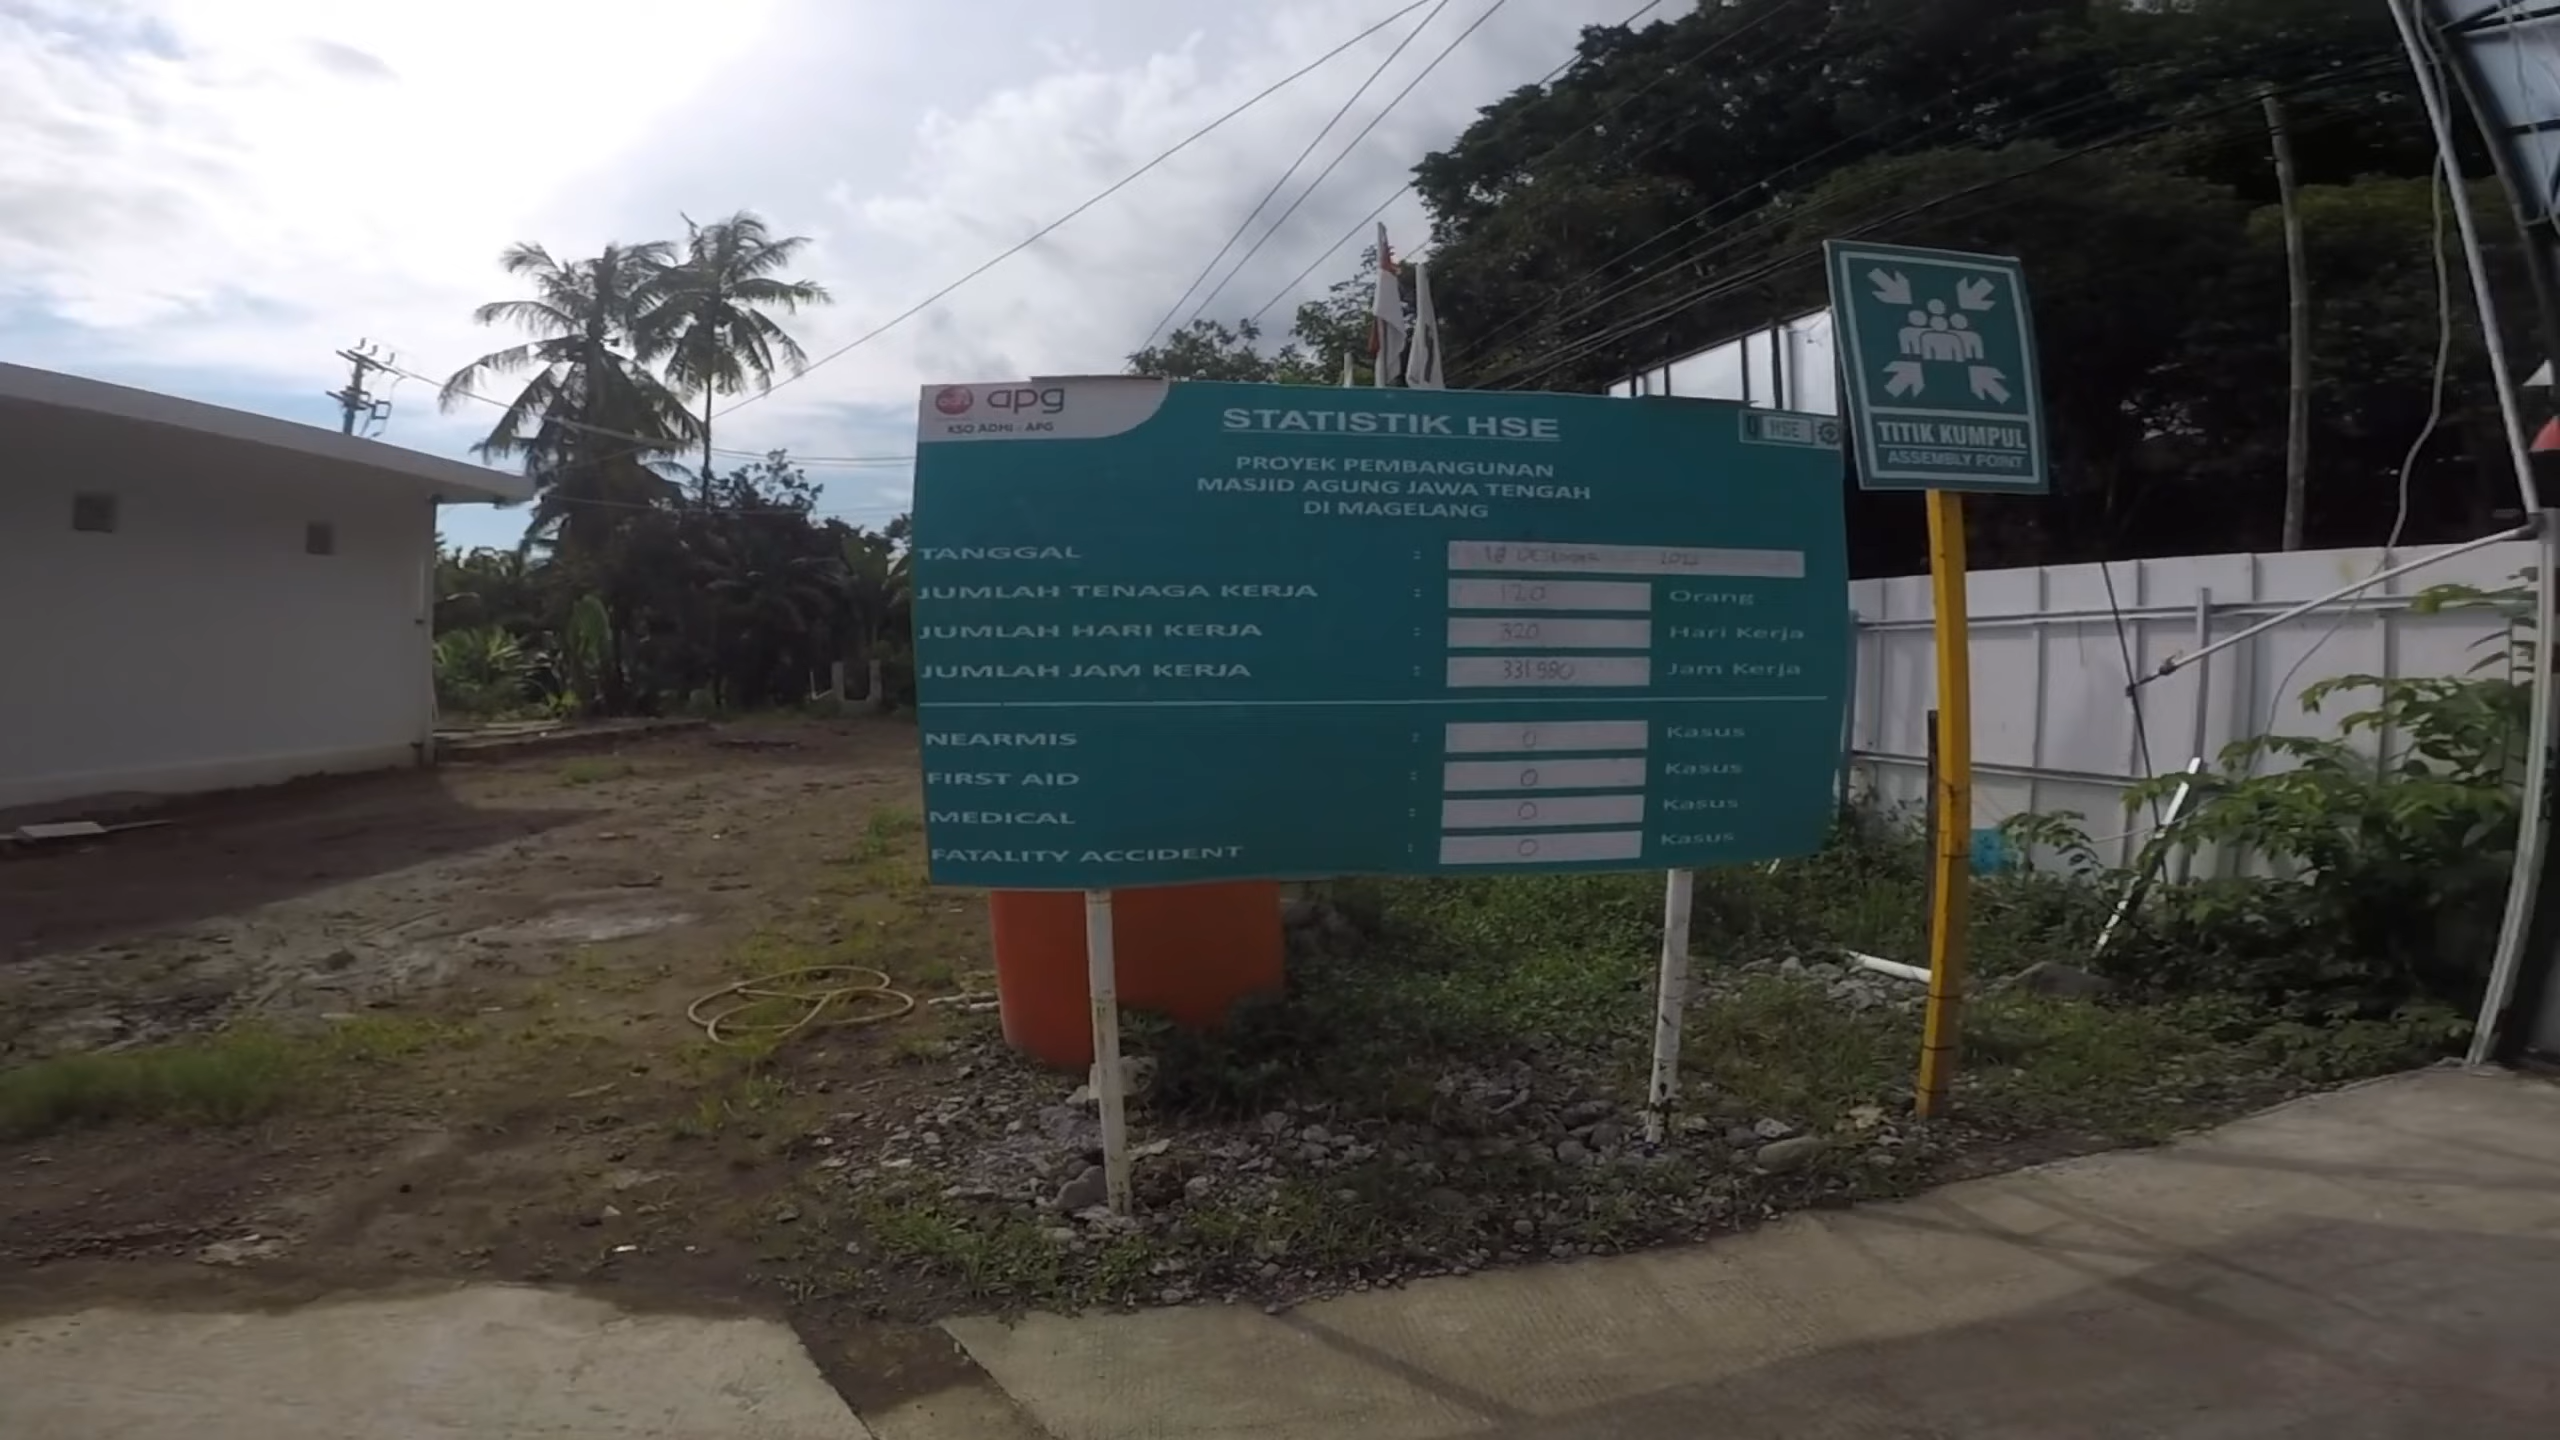 apg
KSO ADHI - APG
STATISTIK HSE
HSE
PROYEK PEMBANGUNAN
MASJID AGUNG JAWA TENGAH
DI MAGELANG
TANGGAL :
JUMLAH TENAGA KERJA : 120 Orang
JUMLAH HARI KERJA : 320 Hari Kerja
JUMLAH JAM KERJA : 331980 Jam Kerja
NEARMIS : 0 Kasus
FIRST AID : 0 Kasus
MEDICAL : 0 Kasus
FATALITY ACCIDENT : 0 Kasus
TITIK KUMPUL
ASSEMBLY POINT